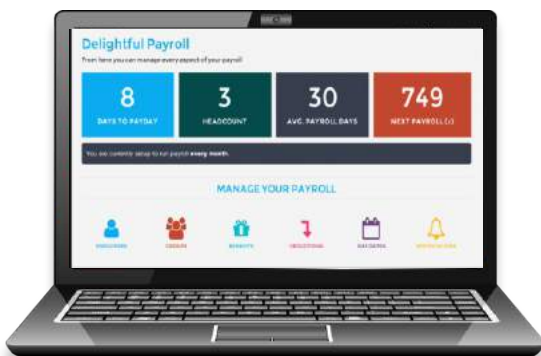 Delightful Payroll
From here you can manage every aspect of your payroll
8
DAYS TO PAYDAY
3
HEADCOUNT
30
AVG. PAYROLL DAYS
749
NEXT PAYROLL (£)
You are currently setup to run payroll every month.
MANAGE YOUR PAYROLL
EMPLOYEES
GROUPS
BENEFITS
DEDUCTIONS
KEY DATES